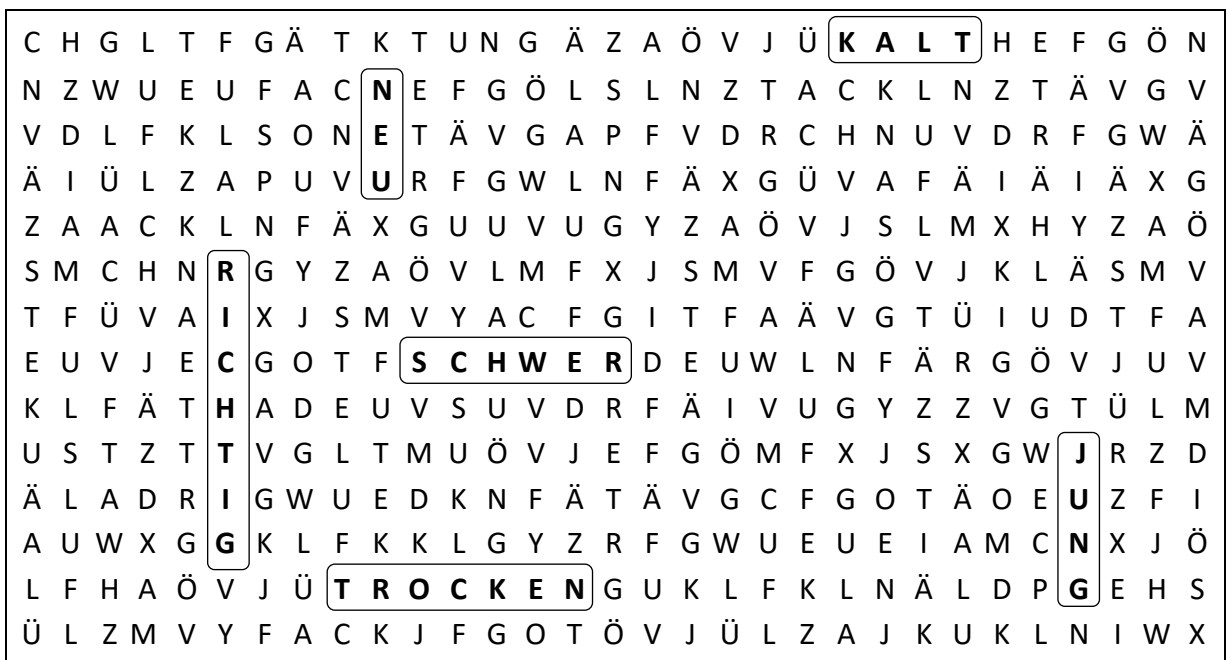 C H G L T F G Ä T K T U N G Ä Z A Ö V J Ü K A L T H E F G Ö N
N Z W U E U F A C N E F G Ö L S L N Z T A C K L N Z T Ä V G V
V D L F K L S O N E T Ä V G A P F V D R C H N U V D R F G W Ä
Ä I Ü L Z A P U V U R F G W L N F Ä X G Ü V A F Ä I Ä I Ä X G
Z A A C K L N F Ä X G U U V U G Y Z A Ö V J S L M X H Y Z A Ö
S M C H N R G Y Z A Ö V L M F X J S M V F G Ö V J K L Ä S M V
T F Ü V A I X J S M V Y A C F G I T F A Ä V G T Ü I U D T F A
E U V J E C G O T F S C H W E R D E U W L N F Ä R G Ö V J U V
K L F Ä T H A D E U V S U V D R F Ä I V U G Y Z Z V G T Ü L M
U S T Z T T V G L T M U Ö V J E F G Ö M F X J S X G W J R Z D
Ä L A D R I G W U E D K N F Ä T Ä V G C F G O T Ä O E U Z F I
A U W X G G K L F K K L G Y Z R F G W U E U E I A M C N X J Ö
L F H A Ö V J Ü T R O C K E N G U K L F K L N Ä L D P G E H S
Ü L Z M V Y F A C K J F G O T Ö V J Ü L Z A J K U K L N I W X